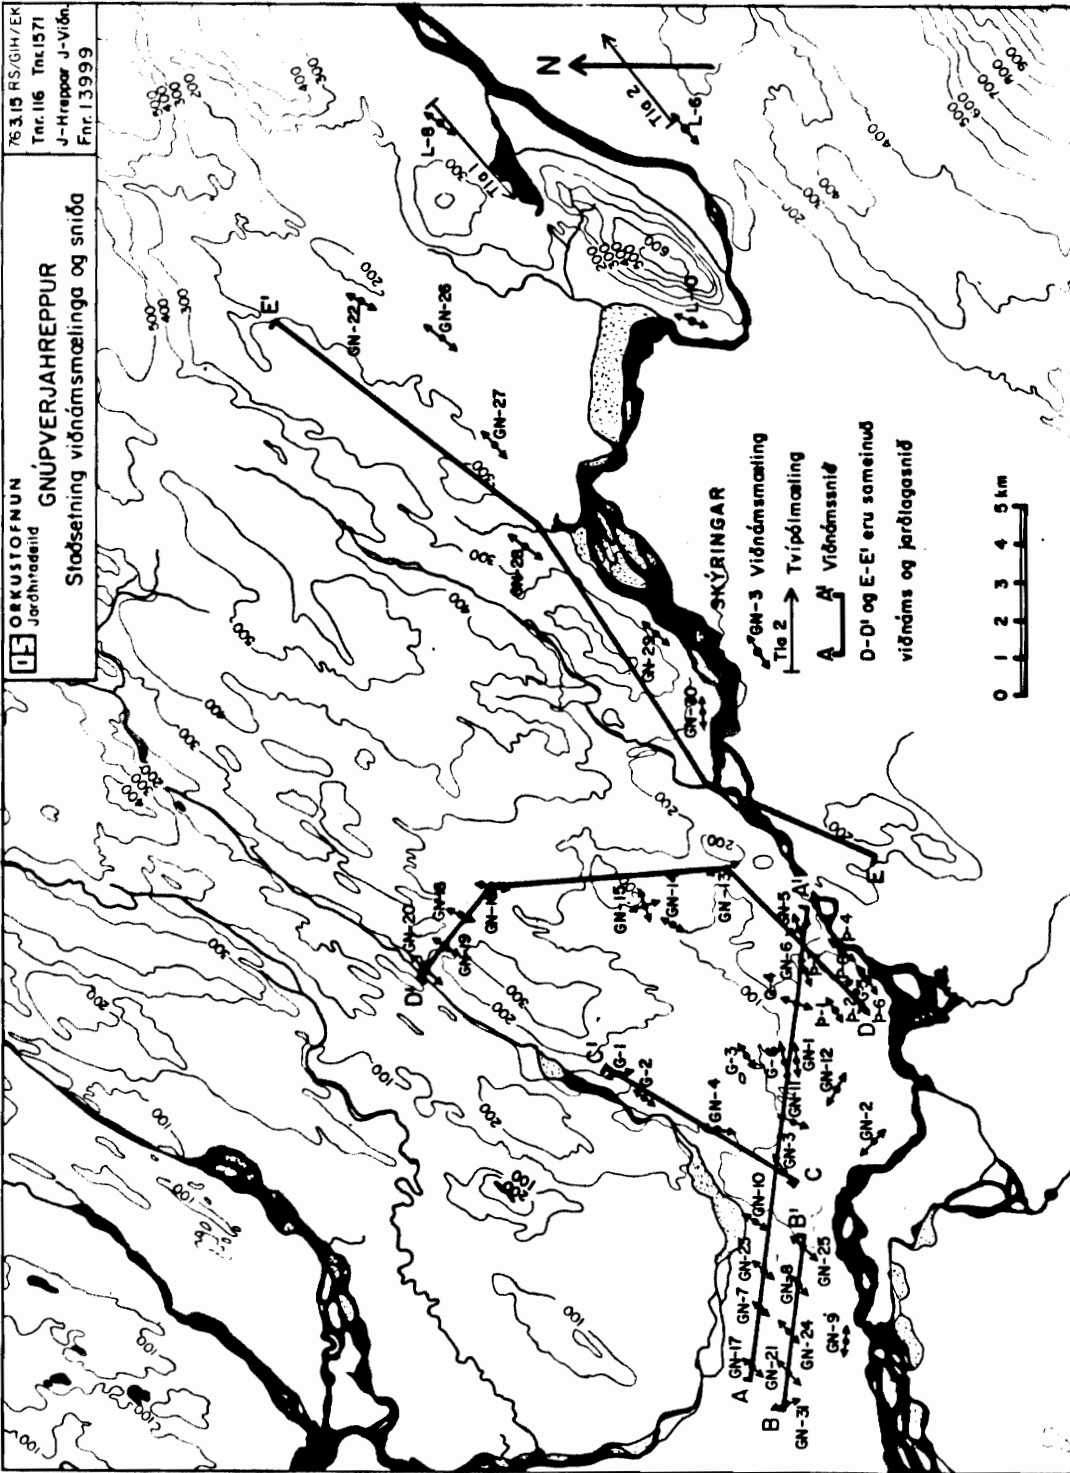 ORKUSTOFNUN
Jarðhitadeild
GNÚPVERJAHREPPUR
Staðsetning viðnámsmælinga og sniða
763.15 RS/GIH/EK
Tnr. 116 Tnr. 1571
J-Hreppar J-Viðn.
Fnr. 13999
N
Tla 1
L-8
Tla 2
L-6
L-10
E'
GN-22
GN-26
GN-27
GN-28
GN-29
GN-30
E
D'
GN-20
GN-18
GN-19
GN-16
GN-15
GN-14
GN-13
C'
G-1
G-2
G-3
G-6
G-4
GN-6
GN-5
A'
Þ-4
Þ-1
Þ-2
Þ-6
D
GN-4
GN-1
GN-11
GN-12
GN-2
GN-3
C
GN-10
B'
GN-23
GN-25
GN-7
GN-8
GN-17
A
GN-21
GN-24
GN-9
B
GN-31
SKÝRINGAR
GN-3 Viðnámsmæling
Tla 2 Tvípólmæling
A A' Viðnámssnið
D-D' og E-E' eru sameinuð
viðnáms og jarðlagasnið
0 1 2 3 4 5 km
100
200
300
400
500
600
700
800
900